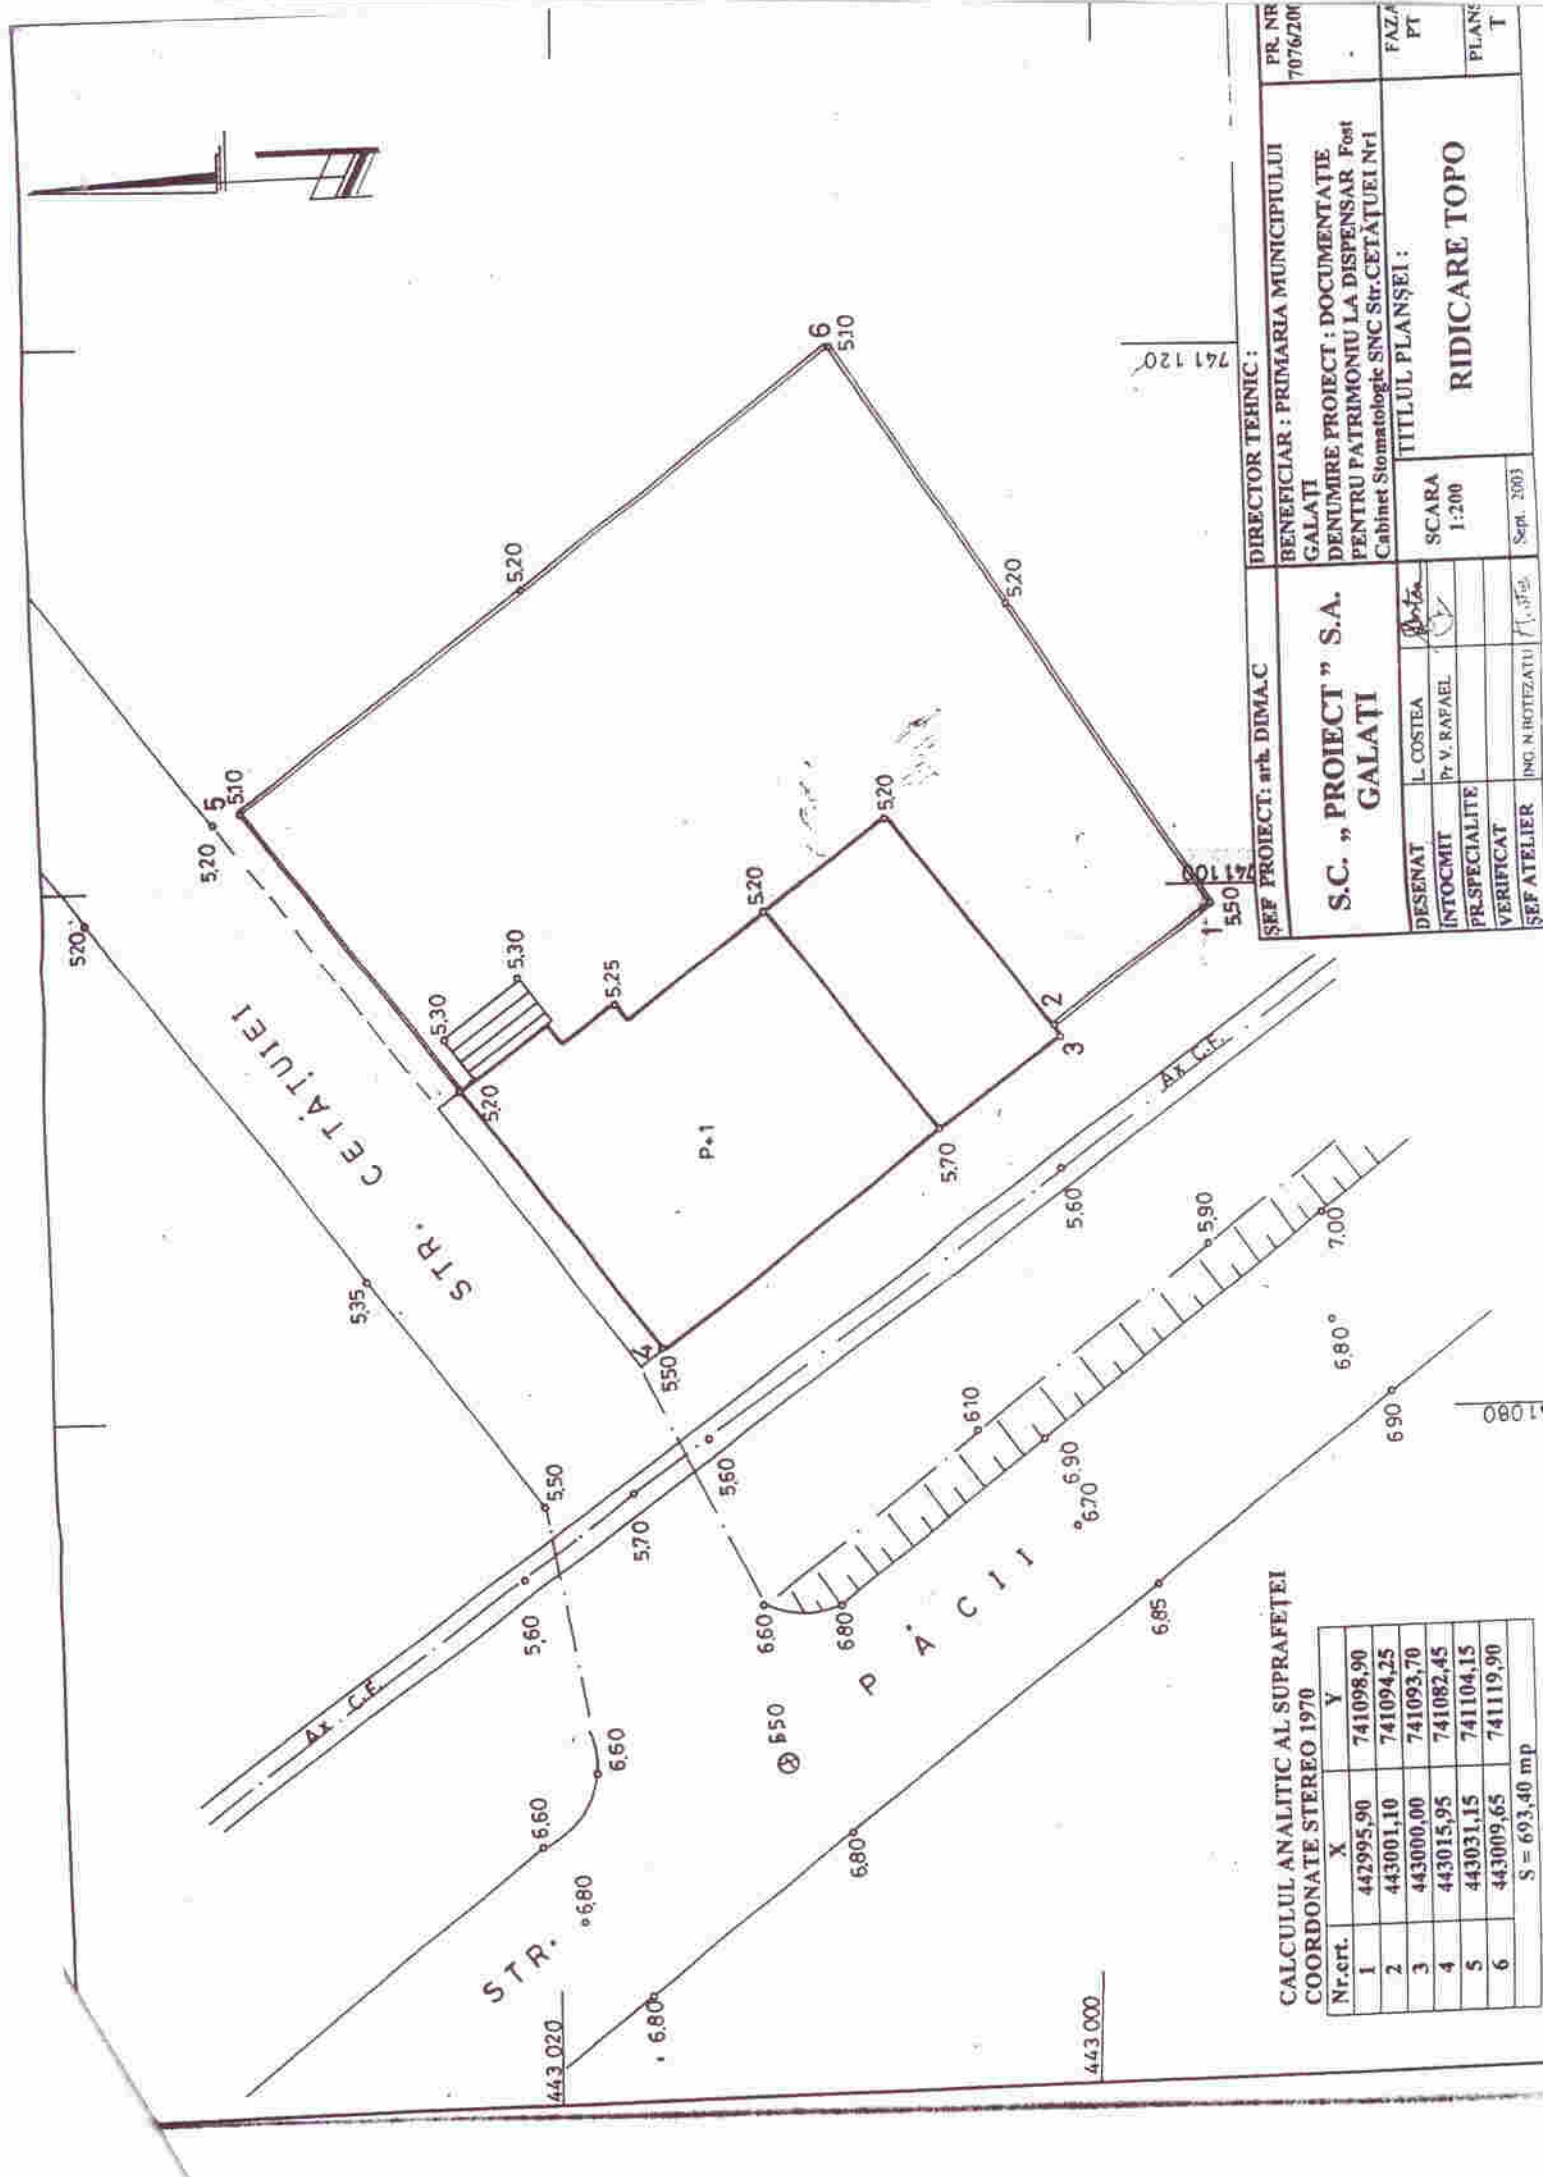 STR. CETĂȚUIEI
STR. PĂCII
Ax C.F.
Ax C.F.
P+1
5,20
5,20
5
5,10
5,20
6
5,10
5,20
5,30
5,30
5,25
5,20
5,20
5,20
1
5,50
2
3
5,70
4
5,50
5,35
5,50
5,60
5,70
5,60
5,60
5,90
7,00
6,10
6,90
6,70
6,80
6,90
6,60
6,80
6,85
6,60
6,60
6,80
6,80
6,80
443 020
443 000
741 120
741 100
CALCULUL ANALITIC AL SUPRAFEȚEI
COORDONATE STEREO 1970
Nr.crt. X Y
1 442995,90 741098,90
2 443001,10 741094,25
3 443000,00 741093,70
4 443015,95 741082,45
5 443031,15 741104,15
6 443009,65 741119,90
S = 693,40 mp
ȘEF PROIECT: arh. DIMA.C
DIRECTOR TEHNIC :
S.C. „ PROIECT ” S.A.
GALAȚI
BENEFICIAR : PRIMARIA MUNICIPIULUI
GALAȚI
DENUMIRE PROIECT : DOCUMENTAȚIE
PENTRU PATRIMONIU LA DISPENSAR Fost
Cabinet Stomatologic SNC Str.CETĂȚUEI Nr1
PR. NR
DESENAT L. COSTEA
ÎNTOCMIT Pr V. RAFAEL
PR.SPECIALITE
VERIFICAT
ȘEF ATELIER ING. N.BOTEZATU
SCARA
1:200
Sept. 2003
TITLUL PLANȘEI :
RIDICARE TOPO
FAZA
PT
PLANȘ
T